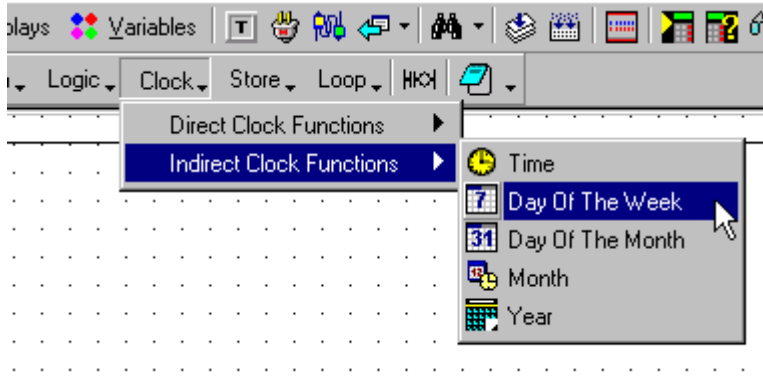 plays Variables T
Logic Clock Store Loop
Direct Clock Functions
Indirect Clock Functions
Time
7 Day Of The Week
31 Day Of The Month
12 Month
Year